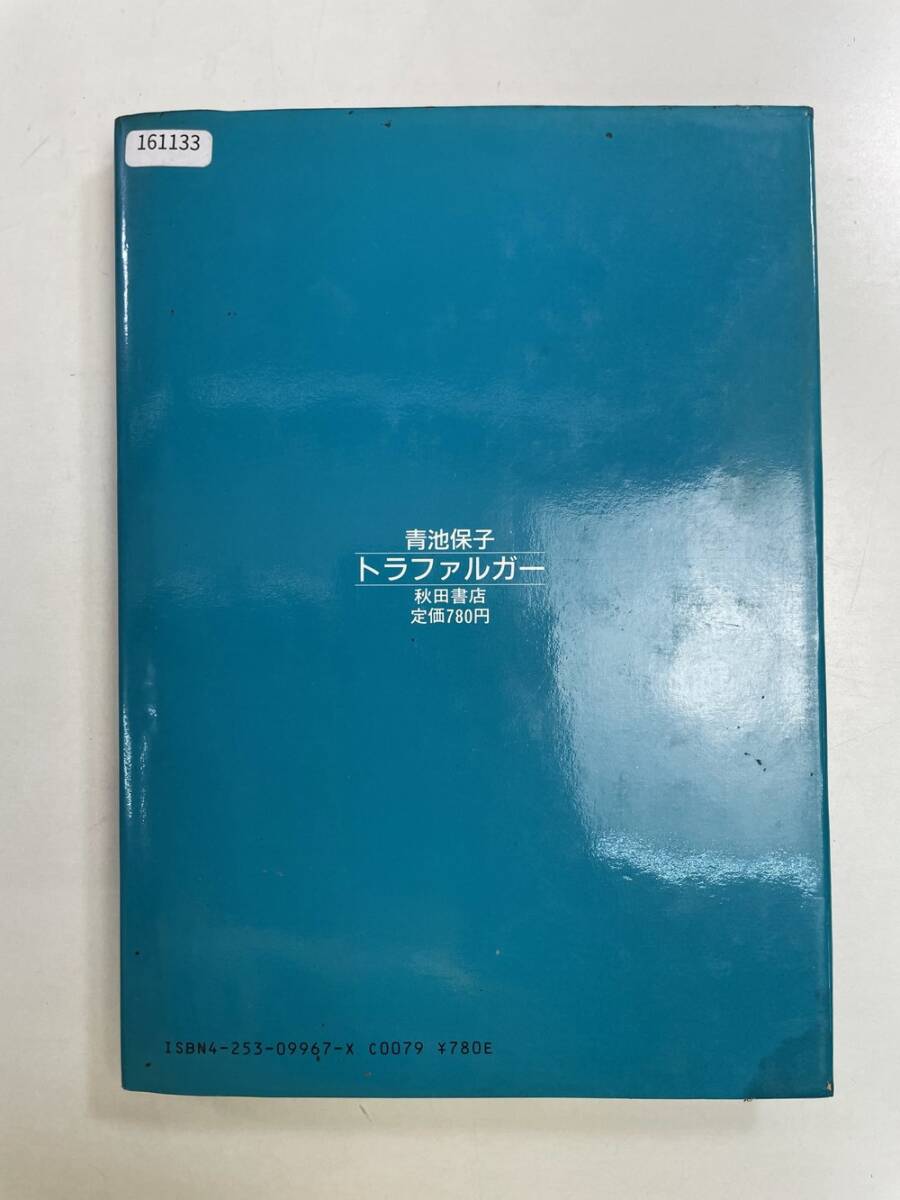 161133
青池保子
トラファルガー
秋田書店
定価780円
ISBN4-253-09967-X C0079 ¥780E